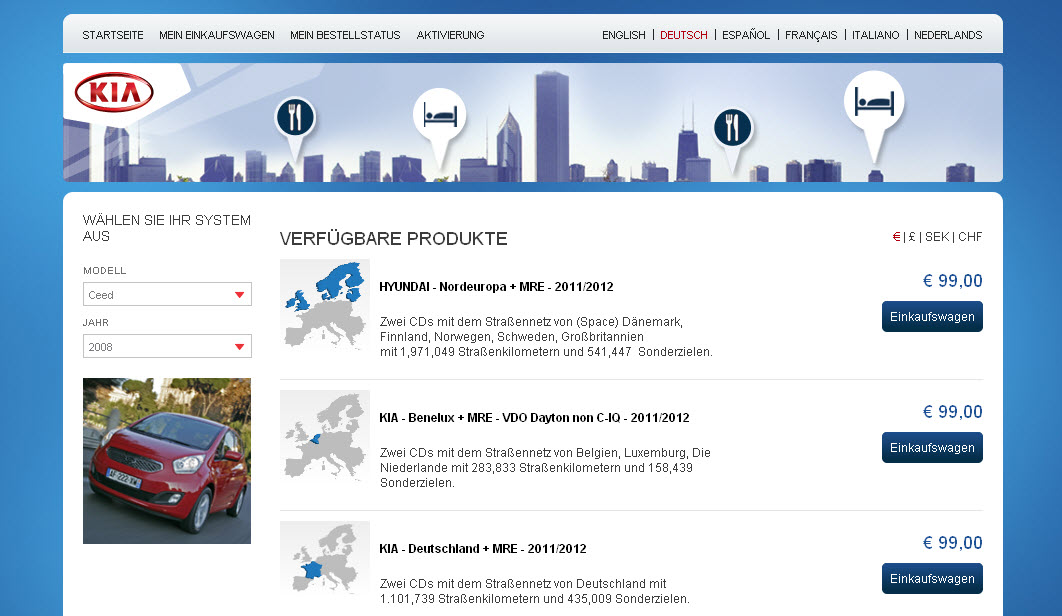 STARTSEITE MEIN EINKAUFSWAGEN MEIN BESTELLSTATUS AKTIVIERUNG ENGLISH | DEUTSCH | ESPAÑOL | FRANÇAIS | ITALIANO | NEDERLANDS
KIA
WÄHLEN SIE IHR SYSTEM
AUS
MODELL
Ceed
JAHR
2008
VERFÜGBARE PRODUKTE
€ | £ | SEK | CHF
HYUNDAI - Nordeuropa + MRE - 2011/2012
€ 99,00
Zwei CDs mit dem Straßennetz von (Space) Dänemark,
Finnland, Norwegen, Schweden, Großbritannien
mit 1,971,049 Straßenkilometern und 541,447 Sonderzielen.
Einkaufswagen
KIA - Benelux + MRE - VDO Dayton non C-IQ - 2011/2012
€ 99,00
Zwei CDs mit dem Straßennetz von Belgien, Luxemburg, Die
Niederlande mit 283,833 Straßenkilometern und 158,439
Sonderzielen.
Einkaufswagen
KIA - Deutschland + MRE - 2011/2012
€ 99,00
Zwei CDs mit dem Straßennetz von Deutschland mit
1.101,739 Straßenkilometern und 435,009 Sonderzielen.
Einkaufswagen